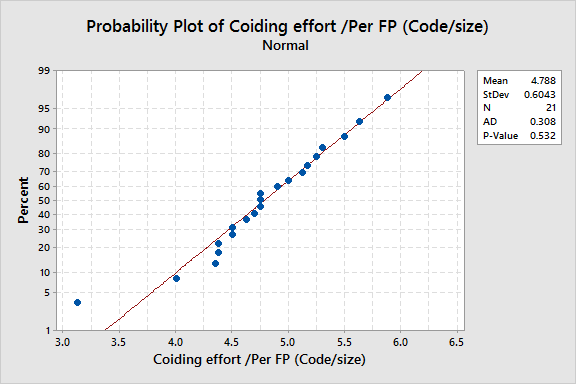 Probability Plot of Coiding effort /Per FP (Code/size)
Normal
Mean 4.788
StDev 0.6043
N 21
AD 0.308
P-Value 0.532
Percent
99
95
90
80
70
60
50
40
30
20
10
5
1
3.0 3.5 4.0 4.5 5.0 5.5 6.0 6.5
Coiding effort /Per FP (Code/size)